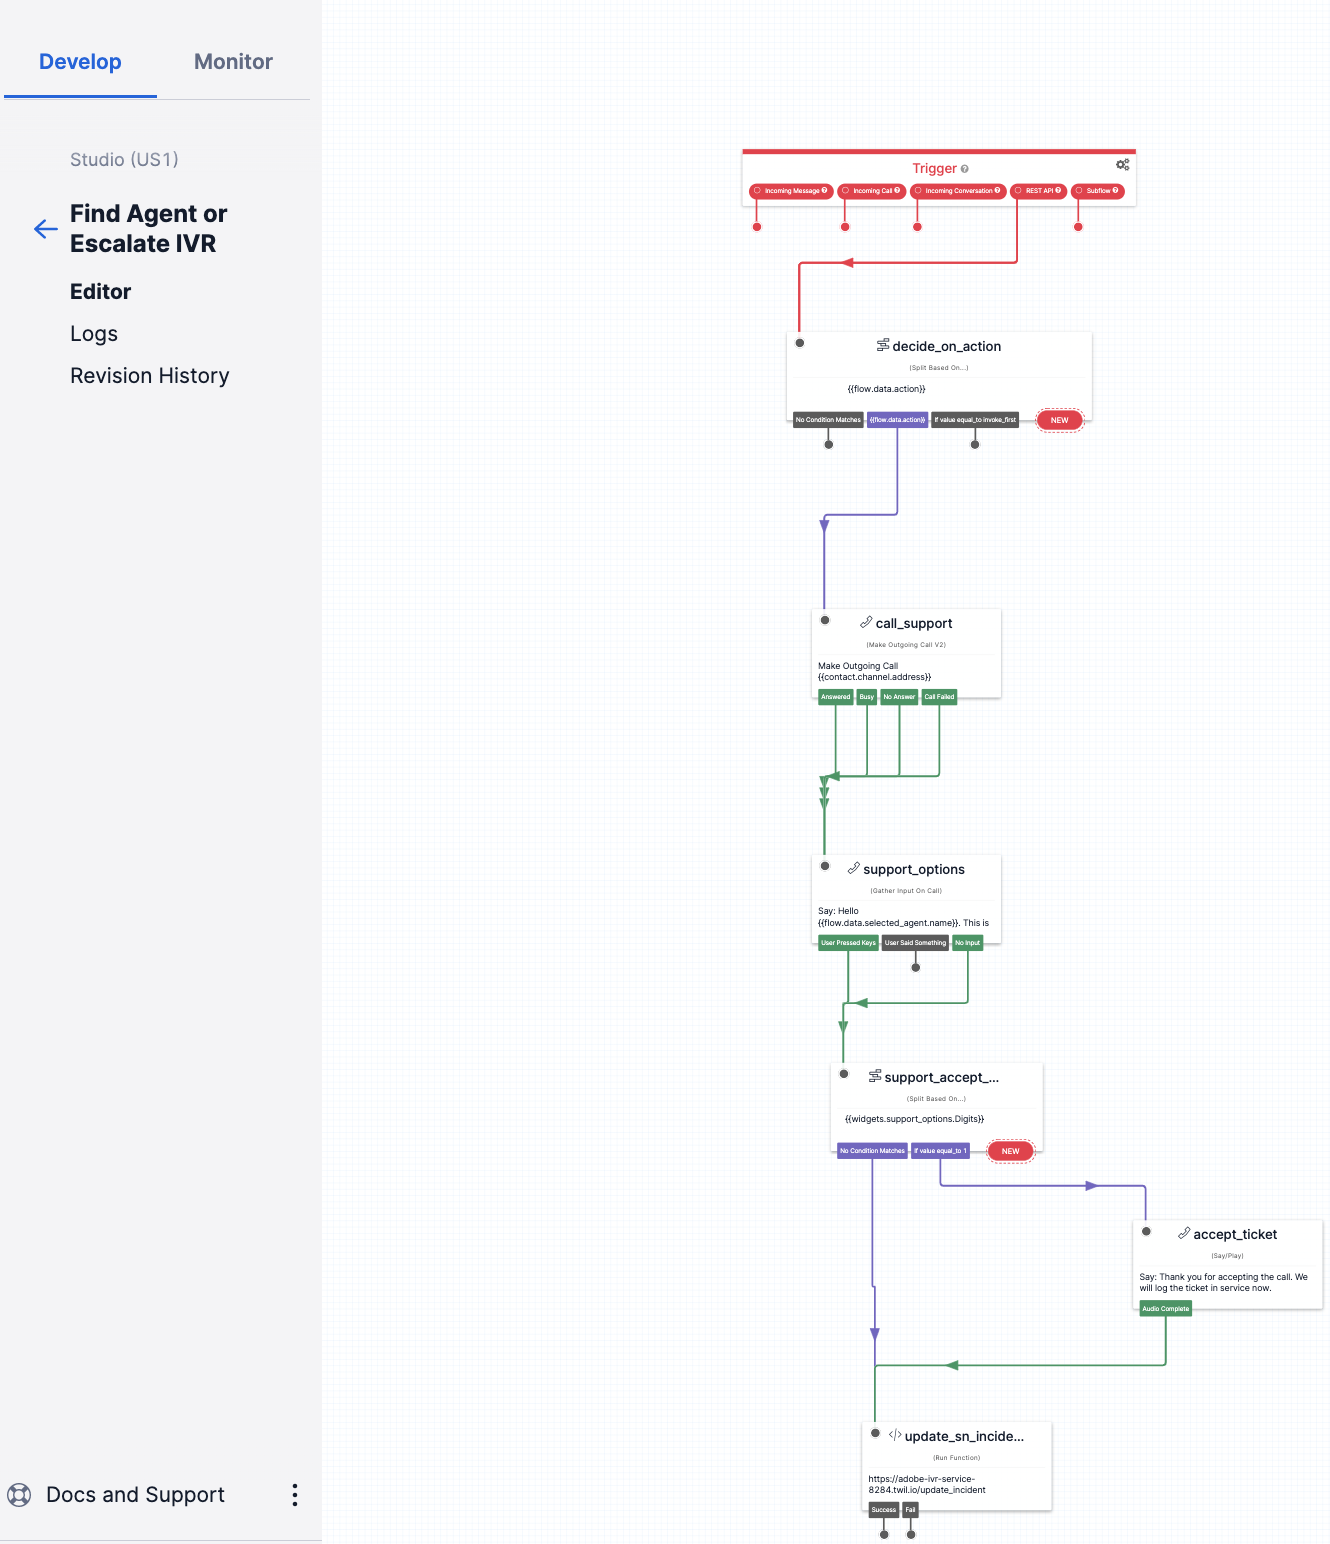 Develop
Monitor
Studio (US1)
Find Agent or
Escalate IVR
Editor
Logs
Revision History
Docs and Support
Trigger
Incoming Message
Incoming Call
Incoming Conversation
REST API
Subflow
decide_on_action
(Split Based On...)
{{flow.data.action}}
No Condition Matches
{{flow.data.action}}
If value equal_to invoke_first
NEW
call_support
(Make Outgoing Call V2)
Make Outgoing Call
{{contact.channel.address}}
Answered
Busy
No Answer
Call Failed
support_options
(Gather Input On Call)
Say: Hello
{{flow.data.selected_agent.name}}. This is
User Pressed Keys
User Said Something
No Input
support_accept_...
(Split Based On...)
{{widgets.support_options.Digits}}
No Condition Matches
If value equal_to 1
NEW
accept_ticket
(Say/Play)
Say: Thank you for accepting the call. We
will log the ticket in service now.
Audio Complete
update_sn_incide...
(Run Function)
https://adobe-ivr-service-
8284.twil.io/update_incident
Success
Fail